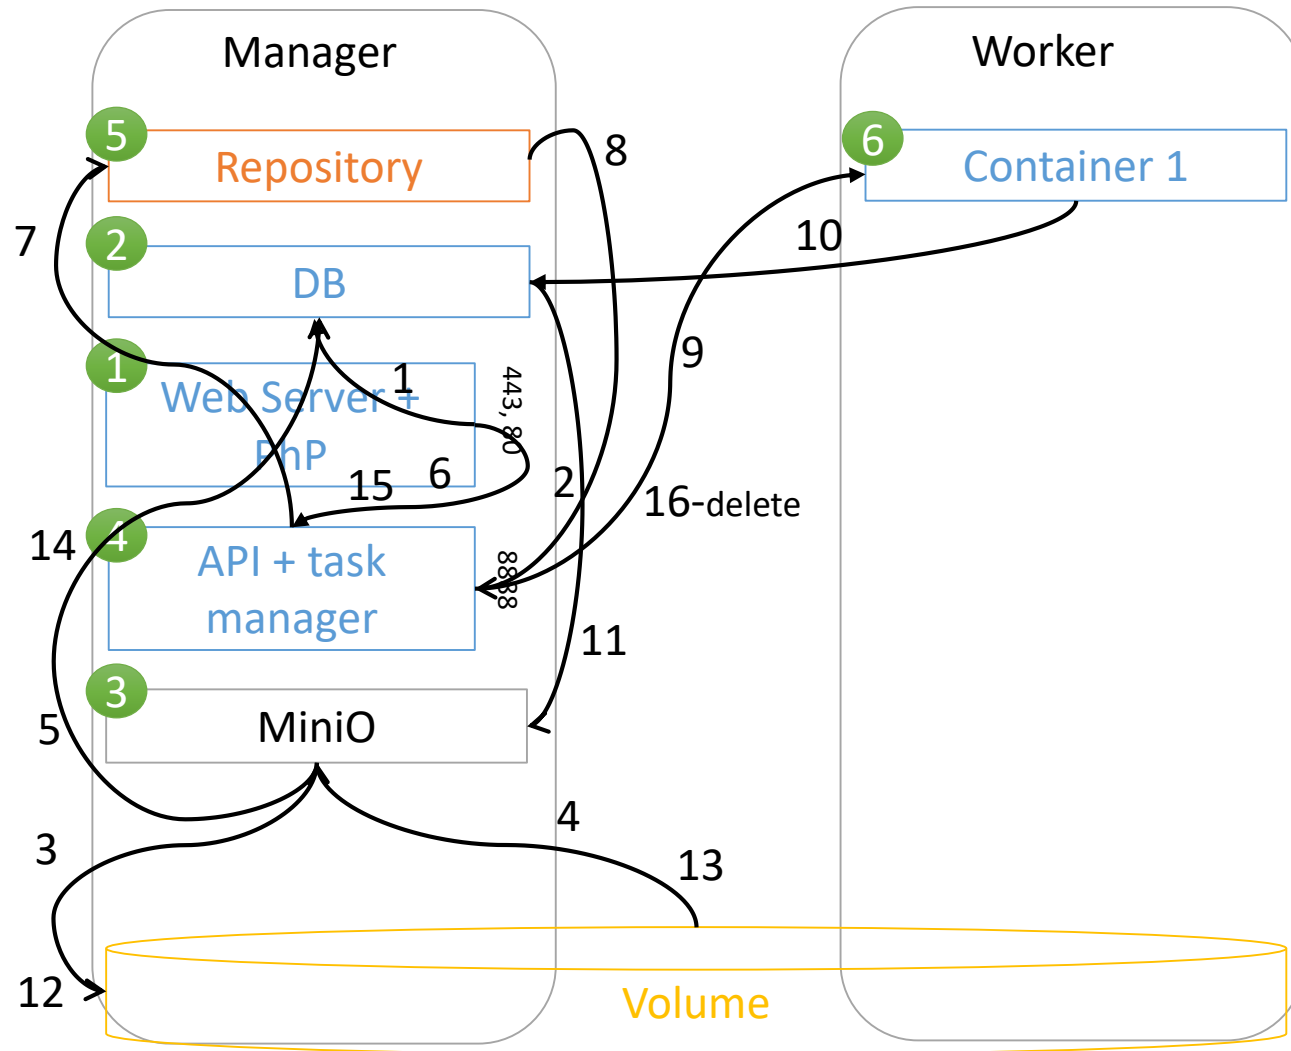 Manager
Worker
5
Repository
8
6
Container 1
7
2
DB
10
1
Web Server +
PhP
1
443, 80
9
15
6
2
16-delete
14
4
API + task
manager
8888
11
3
MiniO
5
4
3
13
12
Volume